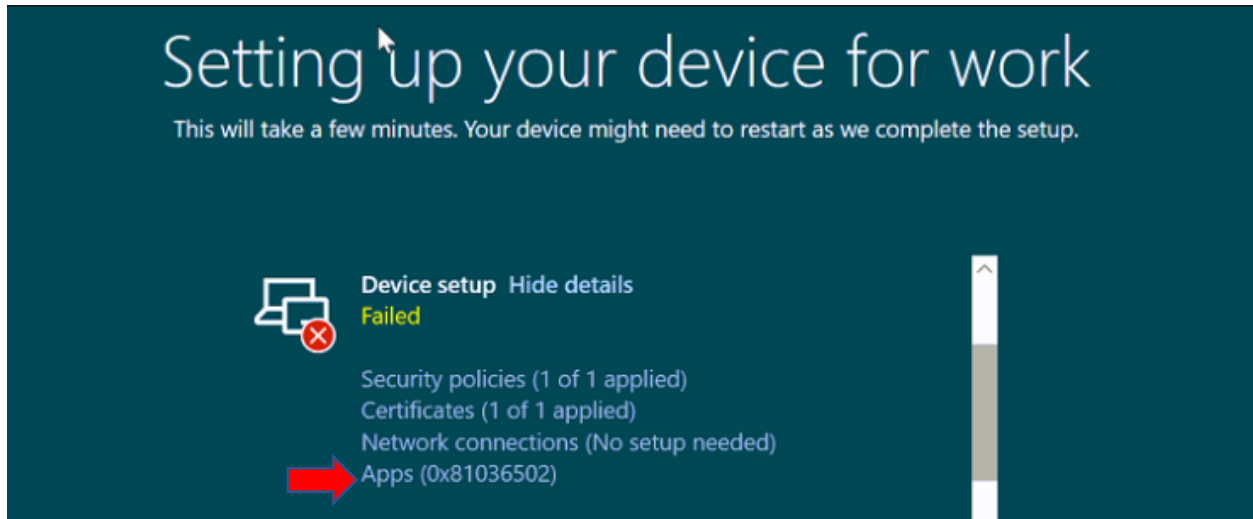 Setting up your device for work
This will take a few minutes. Your device might need to restart as we complete the setup.
Device setup Hide details
Failed
Security policies (1 of 1 applied)
Certificates (1 of 1 applied)
Network connections (No setup needed)
Apps (0x81036502)